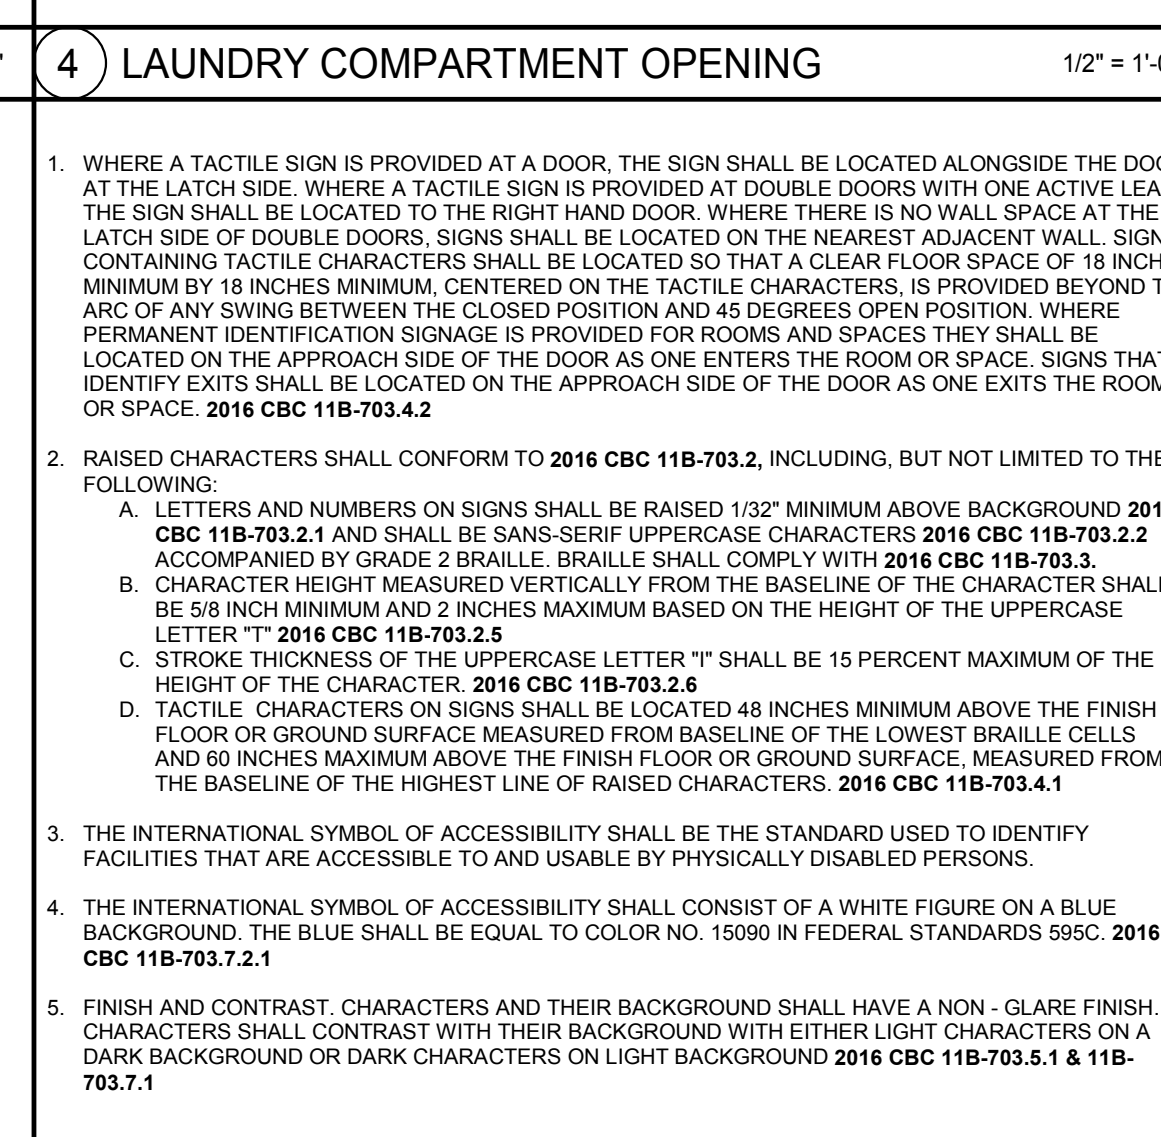 4 LAUNDRY COMPARTMENT OPENING 1/2" = 1'-
1. WHERE A TACTILE SIGN IS PROVIDED AT A DOOR, THE SIGN SHALL BE LOCATED ALONGSIDE THE
AT THE LATCH SIDE. WHERE A TACTILE SIGN IS PROVIDED AT DOUBLE DOORS WITH ONE ACTIVE
THE SIGN SHALL BE LOCATED TO THE RIGHT HAND DOOR. WHERE THERE IS NO WALL SPACE AT THE
LATCH SIDE OF DOUBLE DOORS, SIGNS SHALL BE LOCATED ON THE NEAREST ADJACENT WALL. SIGN
CONTAINING TACTILE CHARACTERS SHALL BE LOCATED SO THAT A CLEAR FLOOR SPACE OF 18 INCH
MINIMUM BY 18 INCHES MINIMUM, CENTERED ON THE TACTILE CHARACTERS, IS PROVIDED BEYOND
ARC OF ANY SWING BETWEEN THE CLOSED POSITION AND 45 DEGREES OPEN POSITION. WHERE
PERMANENT IDENTIFICATION SIGNAGE IS PROVIDED FOR ROOMS AND SPACES THEY SHALL BE
LOCATED ON THE APPROACH SIDE OF THE DOOR AS ONE ENTERS THE ROOM OR SPACE. SIGNS THAT
IDENTIFY EXITS SHALL BE LOCATED ON THE APPROACH SIDE OF THE DOOR AS ONE EXITS THE ROOM
OR SPACE. 2016 CBC 11B-703.4.2
2. RAISED CHARACTERS SHALL CONFORM TO 2016 CBC 11B-703.2, INCLUDING, BUT NOT LIMITED TO THE
FOLLOWING:
A. LETTERS AND NUMBERS ON SIGNS SHALL BE RAISED 1/32" MINIMUM ABOVE BACKGROUND 201
CBC 11B-703.2.1 AND SHALL BE SANS-SERIF UPPERCASE CHARACTERS 2016 CBC 11B-703.2.2
ACCOMPANIED BY GRADE 2 BRAILLE. BRAILLE SHALL COMPLY WITH 2016 CBC 11B-703.3.
B. CHARACTER HEIGHT MEASURED VERTICALLY FROM THE BASELINE OF THE CHARACTER SHALL
BE 5/8 INCH MINIMUM AND 2 INCHES MAXIMUM BASED ON THE HEIGHT OF THE UPPERCASE
LETTER "T" 2016 CBC 11B-703.2.5
C. STROKE THICKNESS OF THE UPPERCASE LETTER "I" SHALL BE 15 PERCENT MAXIMUM OF THE
HEIGHT OF THE CHARACTER. 2016 CBC 11B-703.2.6
D. TACTILE  CHARACTERS ON SIGNS SHALL BE LOCATED 48 INCHES MINIMUM ABOVE THE FINISH
FLOOR OR GROUND SURFACE MEASURED FROM BASELINE OF THE LOWEST BRAILLE CELLS
AND 60 INCHES MAXIMUM ABOVE THE FINISH FLOOR OR GROUND SURFACE, MEASURED FROM
THE BASELINE OF THE HIGHEST LINE OF RAISED CHARACTERS. 2016 CBC 11B-703.4.1
3. THE INTERNATIONAL SYMBOL OF ACCESSIBILITY SHALL BE THE STANDARD USED TO IDENTIFY
FACILITIES THAT ARE ACCESSIBLE TO AND USABLE BY PHYSICALLY DISABLED PERSONS.
4. THE INTERNATIONAL SYMBOL OF ACCESSIBILITY SHALL CONSIST OF A WHITE FIGURE ON A BLUE
BACKGROUND. THE BLUE SHALL BE EQUAL TO COLOR NO. 15090 IN FEDERAL STANDARDS 595C. 2016
CBC 11B-703.7.2.1
5. FINISH AND CONTRAST. CHARACTERS AND THEIR BACKGROUND SHALL HAVE A NON - GLARE FINISH.
CHARACTERS SHALL CONTRAST WITH THEIR BACKGROUND WITH EITHER LIGHT CHARACTERS ON A
DARK BACKGROUND OR DARK CHARACTERS ON LIGHT BACKGROUND 2016 CBC 11B-703.5.1 & 11B-
703.7.1